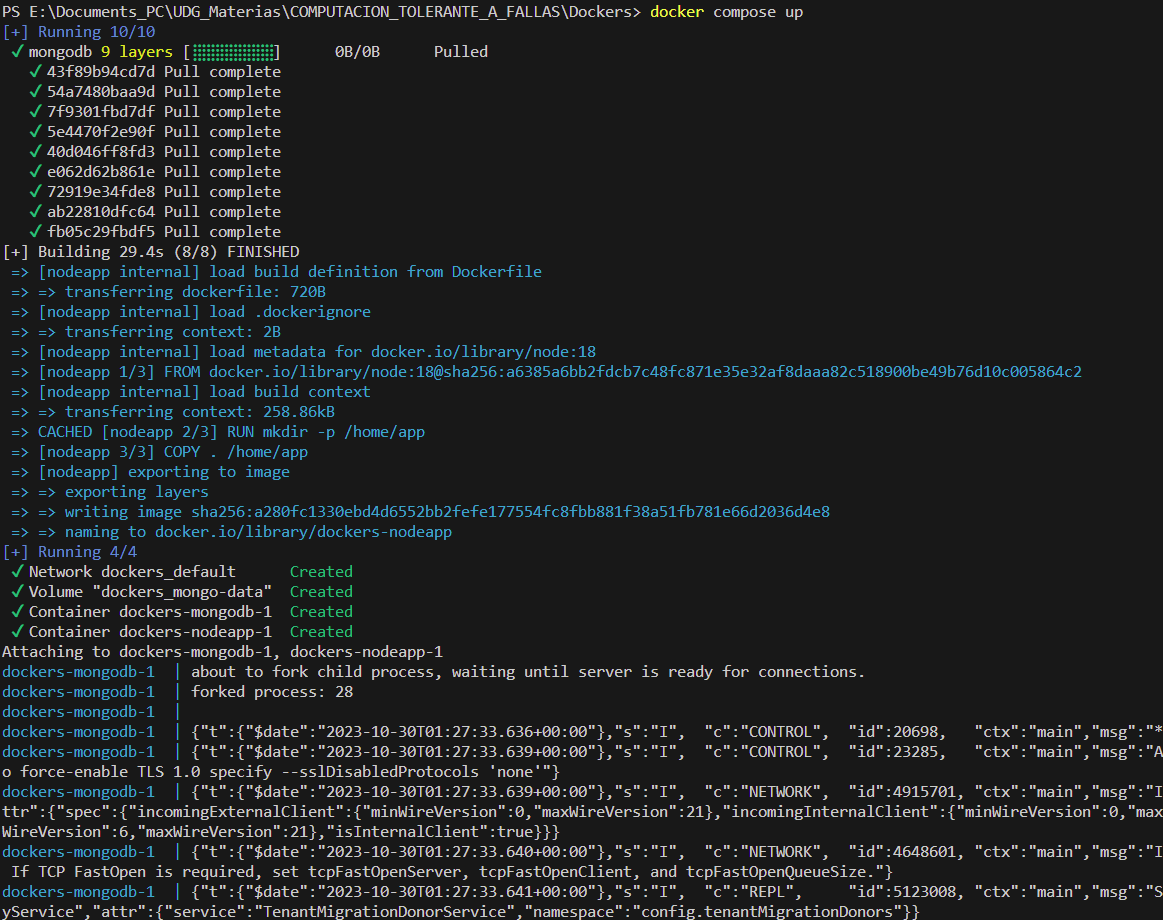 PS E:\Documents_PC\UDG_Materias\COMPUTACION_TOLERANTE_A_FALLAS\Dockers> docker compose up
[+] Running 10/10
✓ mongodb 9 layers [⣿⣿⣿⣿⣿⣿⣿⣿⣿] 0B/0B Pulled
✓ 43f89b94cd7d Pull complete
✓ 54a7480baa9d Pull complete
✓ 7f9301fbd7df Pull complete
✓ 5e4470f2e90f Pull complete
✓ 40d046ff8fd3 Pull complete
✓ e062d62b861e Pull complete
✓ 72919e34fde8 Pull complete
✓ ab22810dfc64 Pull complete
✓ fb05c29fbdf5 Pull complete
[+] Building 29.4s (8/8) FINISHED
=> [nodeapp internal] load build definition from Dockerfile
=> => transferring dockerfile: 720B
=> [nodeapp internal] load .dockerignore
=> => transferring context: 2B
=> [nodeapp internal] load metadata for docker.io/library/node:18
=> [nodeapp 1/3] FROM docker.io/library/node:18@sha256:a6385a6bb2fdcb7c48fc871e35e32af8daaa82c518900be49b76d10c005864c2
=> [nodeapp internal] load build context
=> => transferring context: 258.86kB
=> CACHED [nodeapp 2/3] RUN mkdir -p /home/app
=> [nodeapp 3/3] COPY . /home/app
=> [nodeapp] exporting to image
=> => exporting layers
=> => writing image sha256:a280fc1330ebd4d6552bb2fefe177554fc8fbb881f38a51fb781e66d2036d4e8
=> => naming to docker.io/library/dockers-nodeapp
[+] Running 4/4
✓ Network dockers_default Created
✓ Volume "dockers_mongo-data" Created
✓ Container dockers-mongodb-1 Created
✓ Container dockers-nodeapp-1 Created
Attaching to dockers-mongodb-1, dockers-nodeapp-1
dockers-mongodb-1 | about to fork child process, waiting until server is ready for connections.
dockers-mongodb-1 | forked process: 28
dockers-mongodb-1 |
dockers-mongodb-1 | {"t":{"$date":"2023-10-30T01:27:33.636+00:00"},"s":"I", "c":"CONTROL", "id":20698, "ctx":"main","msg":"*
dockers-mongodb-1 | {"t":{"$date":"2023-10-30T01:27:33.639+00:00"},"s":"I", "c":"CONTROL", "id":23285, "ctx":"main","msg":"A
o force-enable TLS 1.0 specify --sslDisabledProtocols 'none'"}
dockers-mongodb-1 | {"t":{"$date":"2023-10-30T01:27:33.639+00:00"},"s":"I", "c":"NETWORK", "id":4915701, "ctx":"main","msg":"I
ttr":{"spec":{"incomingExternalClient":{"minWireVersion":0,"maxWireVersion":21},"incomingInternalClient":{"minWireVersion":0,"max
WireVersion":6,"maxWireVersion":21},"isInternalClient":true}}}
dockers-mongodb-1 | {"t":{"$date":"2023-10-30T01:27:33.640+00:00"},"s":"I", "c":"NETWORK", "id":4648601, "ctx":"main","msg":"I
If TCP FastOpen is required, set tcpFastOpenServer, tcpFastOpenClient, and tcpFastOpenQueueSize."}
dockers-mongodb-1 | {"t":{"$date":"2023-10-30T01:27:33.641+00:00"},"s":"I", "c":"REPL", "id":5123008, "ctx":"main","msg":"S
yService","attr":{"service":"TenantMigrationDonorService","namespace":"config.tenantMigrationDonors"}}